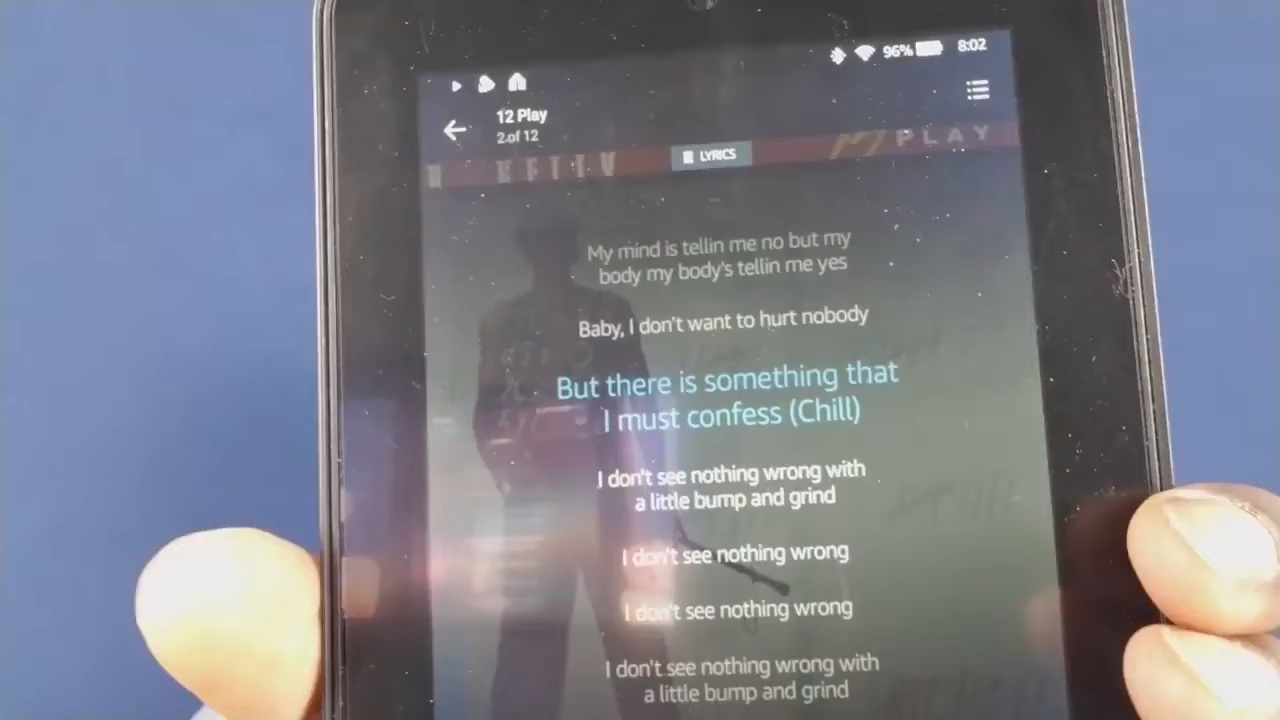 96% 8:02
12 Play
2 of 12
LYRICS
PLAY
My mind is tellin me no but my
body my body's tellin me yes
Baby, I don't want to hurt nobody
But there is something that
I must confess (Chill)
I don't see nothing wrong with
a little bump and grind
I don't see nothing wrong
I don't see nothing wrong
I don't see nothing wrong with
a little bump and grind